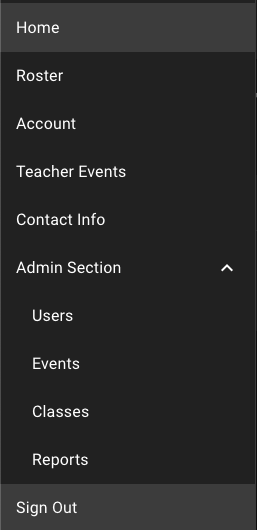 Home
Roster
Account
Teacher Events
Contact Info
Admin Section
Users
Events
Classes
Reports
Sign Out